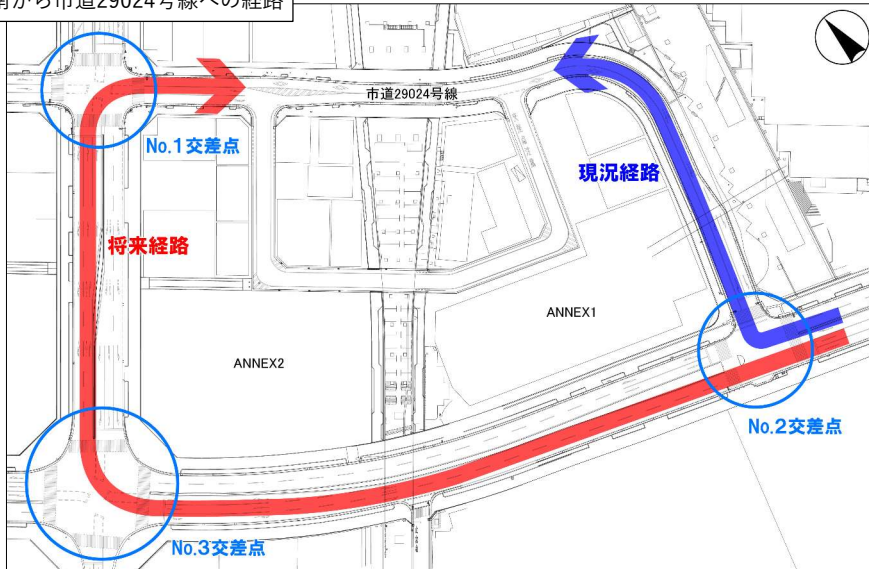 から市道29024号線への経路
市道29024号線
No.1交差点
現況経路
将来経路
ANNEX1
ANNEX2
No.2交差点
No.3交差点